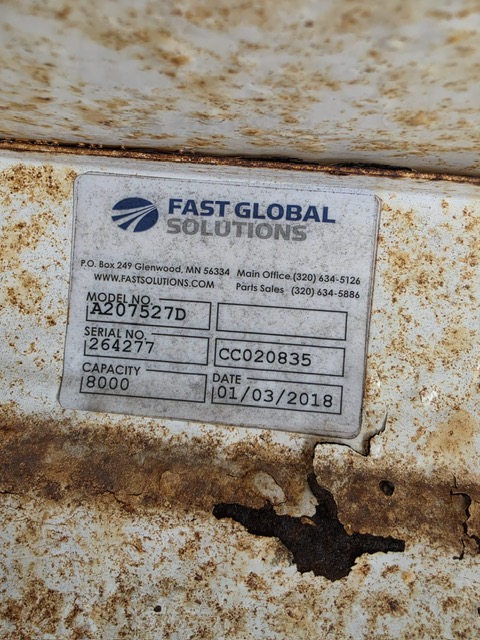 FAST GLOBAL
SOLUTIONS
P.O. Box 249 Glenwood, MN 56334 Main Office (320) 634-5126
WWW.FASTSOLUTIONS.COM Parts Sales (320) 634-5886
MODEL NO.
A207527D
SERIAL NO.
264277 CC020835
CAPACITY DATE
8000 01/03/2018